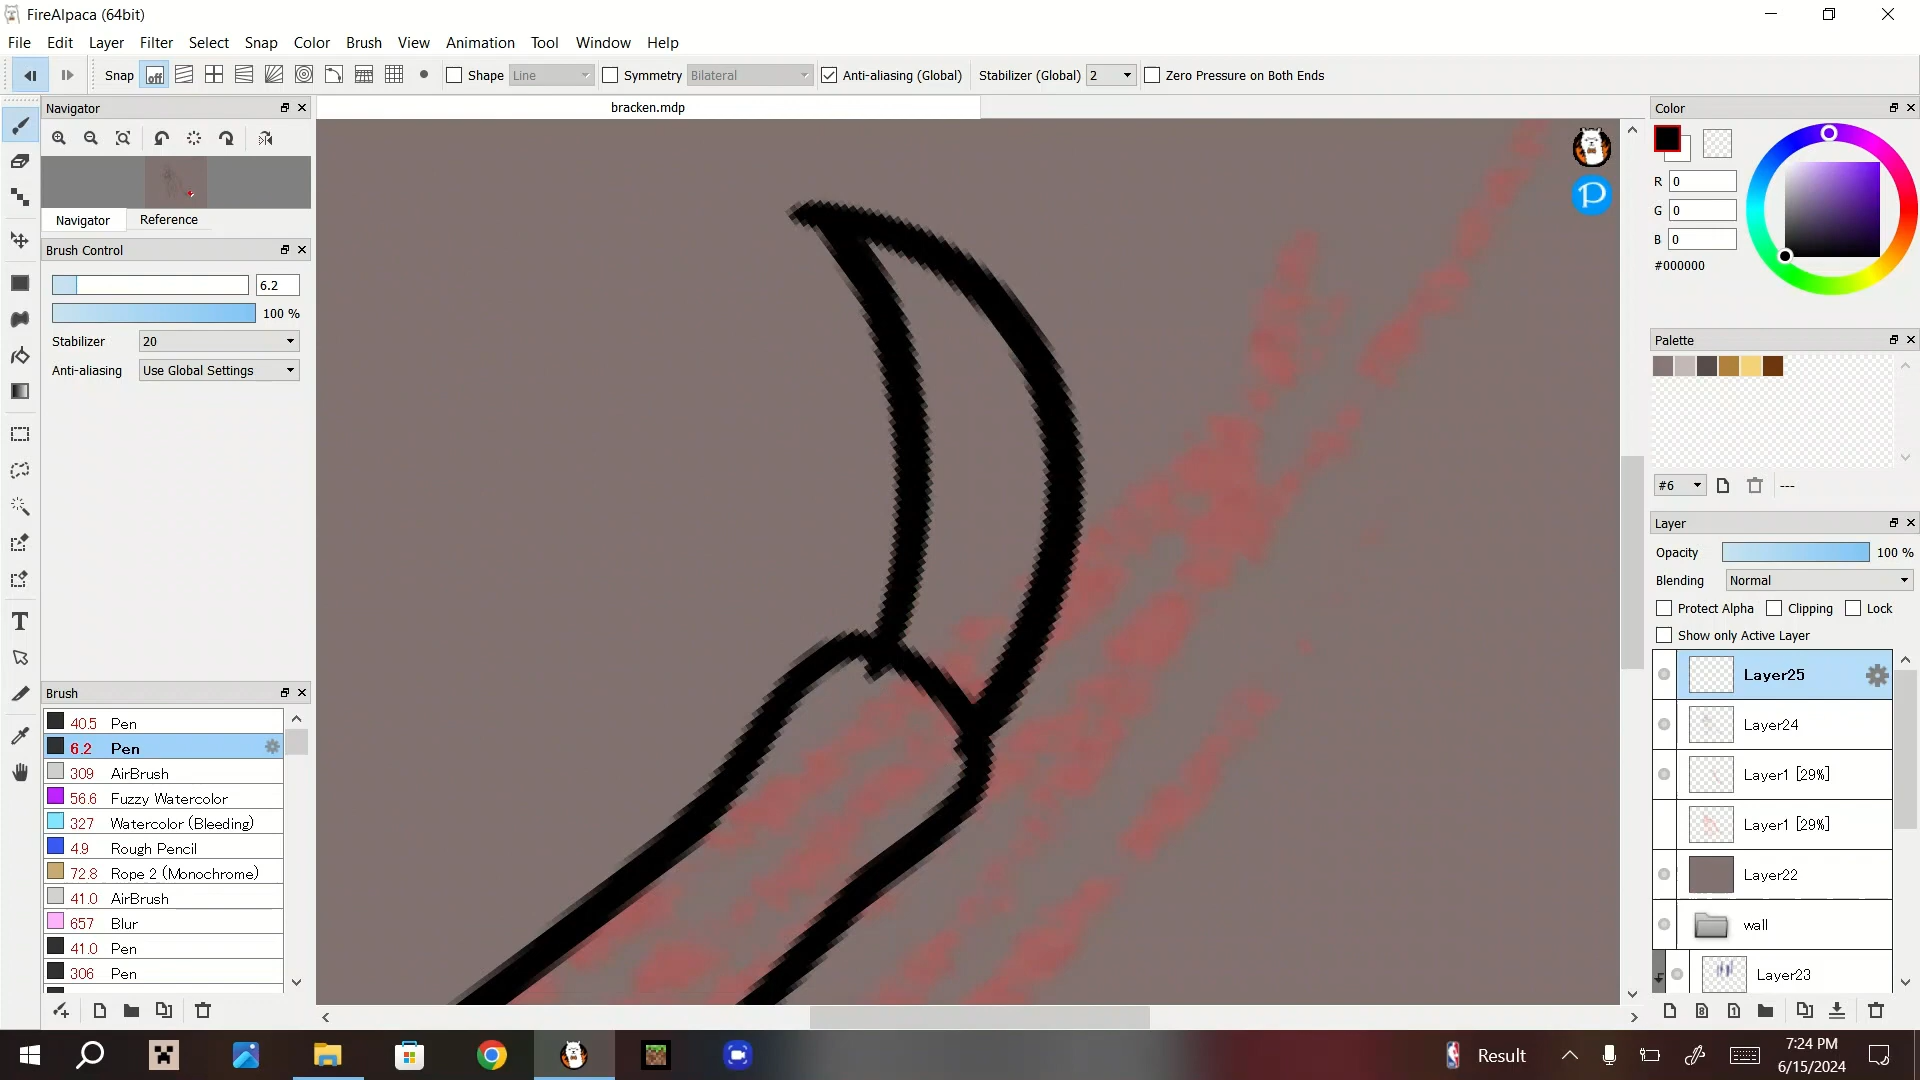 FireAlpaca (64bit)
File Edit Layer Filter Select Snap Color Brush View Animation Tool Window Help
Snap off Shape Line Symmetry Bilateral Anti-aliasing (Global) Stabilizer (Global) 2 Zero Pressure on Both Ends
Navigator
bracken.mdp
Color
R 0
G 0
B 0
#000000
Navigator Reference
Brush Control
6.2
100 %
Stabilizer 20
Anti-aliasing Use Global Settings
Palette
#6 ---
Layer
Opacity 100 %
Blending Normal
Protect Alpha Clipping Lock
Show only Active Layer
Layer25
Layer24
Layer1 [29%]
Layer1 [29%]
Layer22
wall
Layer23
Brush
40.5 Pen
6.2 Pen
309 AirBrush
56.6 Fuzzy Watercolor
327 Watercolor (Bleeding)
4.9 Rough Pencil
72.8 Rope 2 (Monochrome)
41.0 AirBrush
657 Blur
41.0 Pen
306 Pen
Result
7:24 PM
6/15/2024